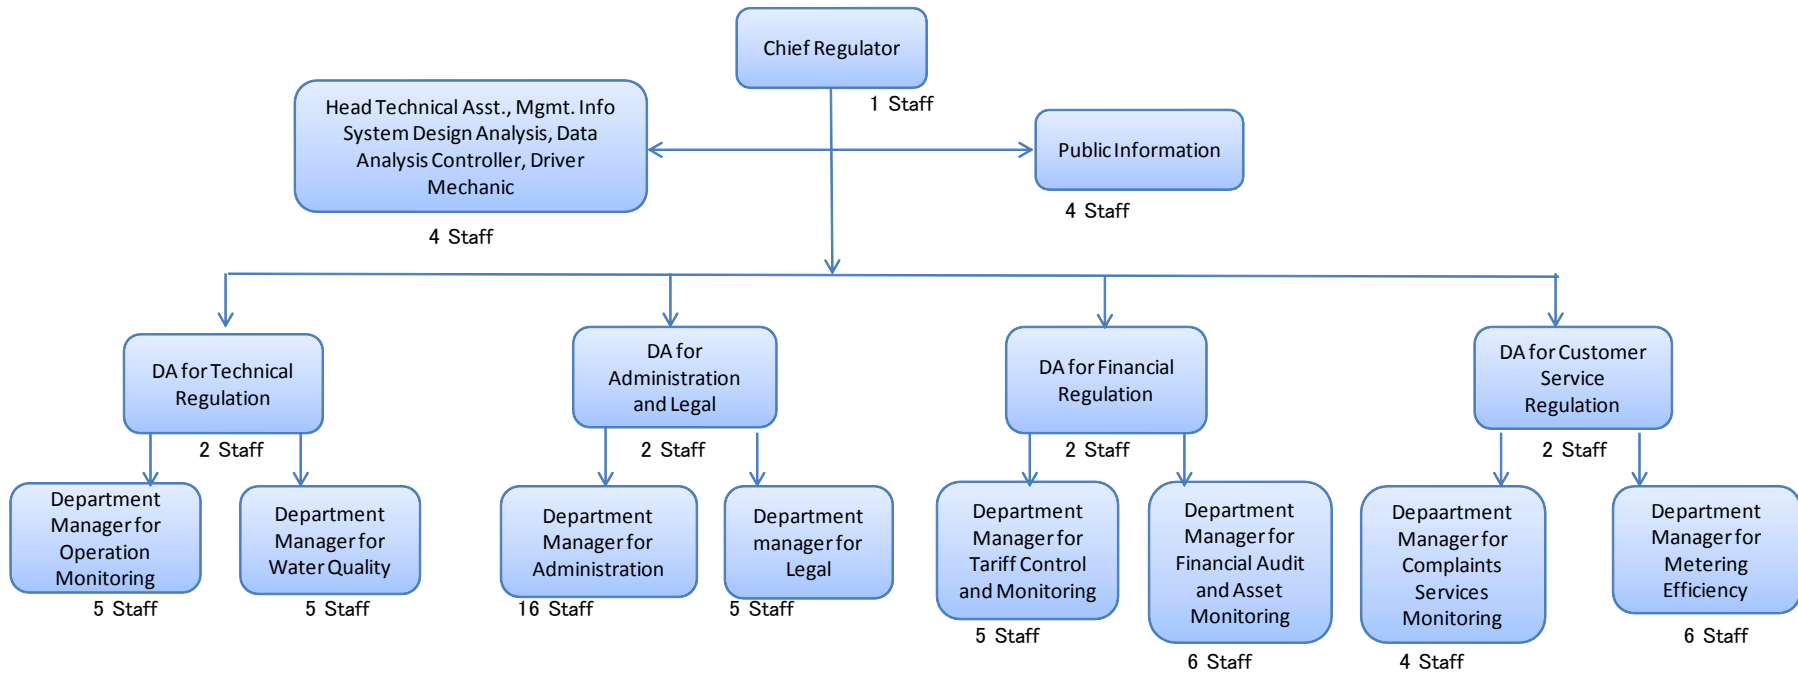 Chief Regulator
1 Staff
Head Technical Asst., Mgmt. Info
System Design Analysis, Data
Analysis Controller, Driver
Mechanic
4 Staff
Public Information
4 Staff
DA for Technical
Regulation
2 Staff
DA for
Administration
and Legal
2 Staff
DA for Financial
Regulation
2 Staff
DA for Customer
Service
Regulation
2 Staff
Department
Manager for
Operation
Monitoring
5 Staff
Department
Manager for
Water Quality
5 Staff
Department
Manager for
Administration
16 Staff
Department
manager for
Legal
5 Staff
Department
Manager for
Tariff Control
and Monitoring
5 Staff
Department
Manager for
Financial Audit
and Asset
Monitoring
6 Staff
Depaartment
Manager for
Complaints
Services
Monitoring
4 Staff
Department
Manager for
Metering
Efficiency
6 Staff